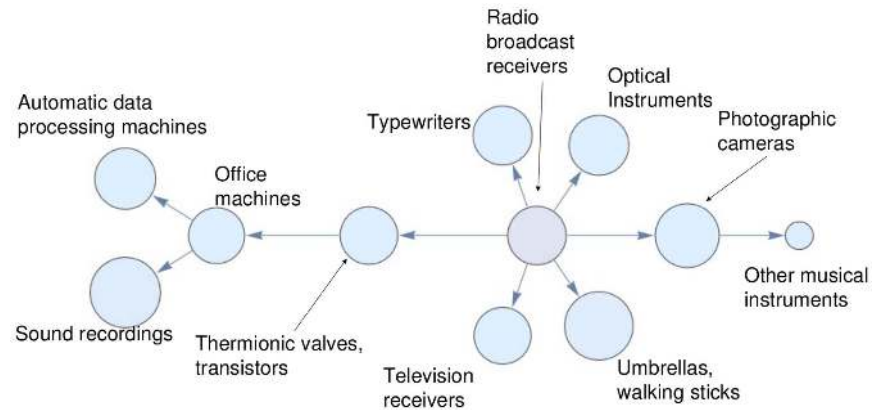 Radio
broadcast
receivers
Optical
Instruments
Photographic
cameras
Typewriters
Automatic data
processing machines
Office
machines
Other musical
instruments
Sound recordings
Thermionic valves,
transistors
Television
receivers
Umbrellas,
walking sticks